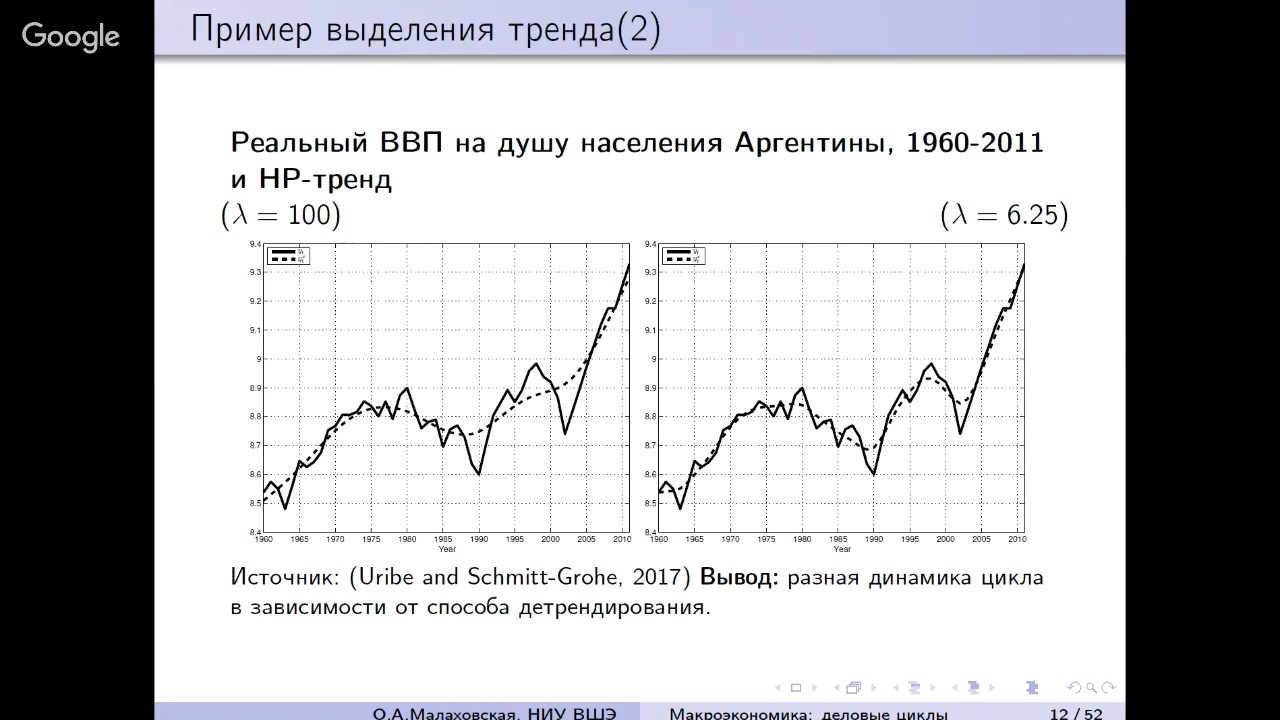 Google
Пример выделения тренда(2)
Реальный ВВП на душу населения Аргентины, 1960-2011
и HP-тренд
(λ = 100) (λ = 6.25)
9.4
9.3
9.2
9.1
9
8.9
8.8
8.7
8.6
8.5
8.4
1960 1965 1970 1975 1980 1985 1990 1995 2000 2005 2010
Year
9.4
9.3
9.2
9.1
9
8.9
8.8
8.7
8.6
8.5
8.4
1960 1965 1970 1975 1980 1985 1990 1995 2000 2005 2010
Year
Источник: (Uribe and Schmitt-Grohe, 2017) Вывод: разная динамика цикла
в зависимости от способа детрендирования.
О.А.Малаховская, НИУ ВШЭ Макроэкономика: деловые циклы 12 / 52